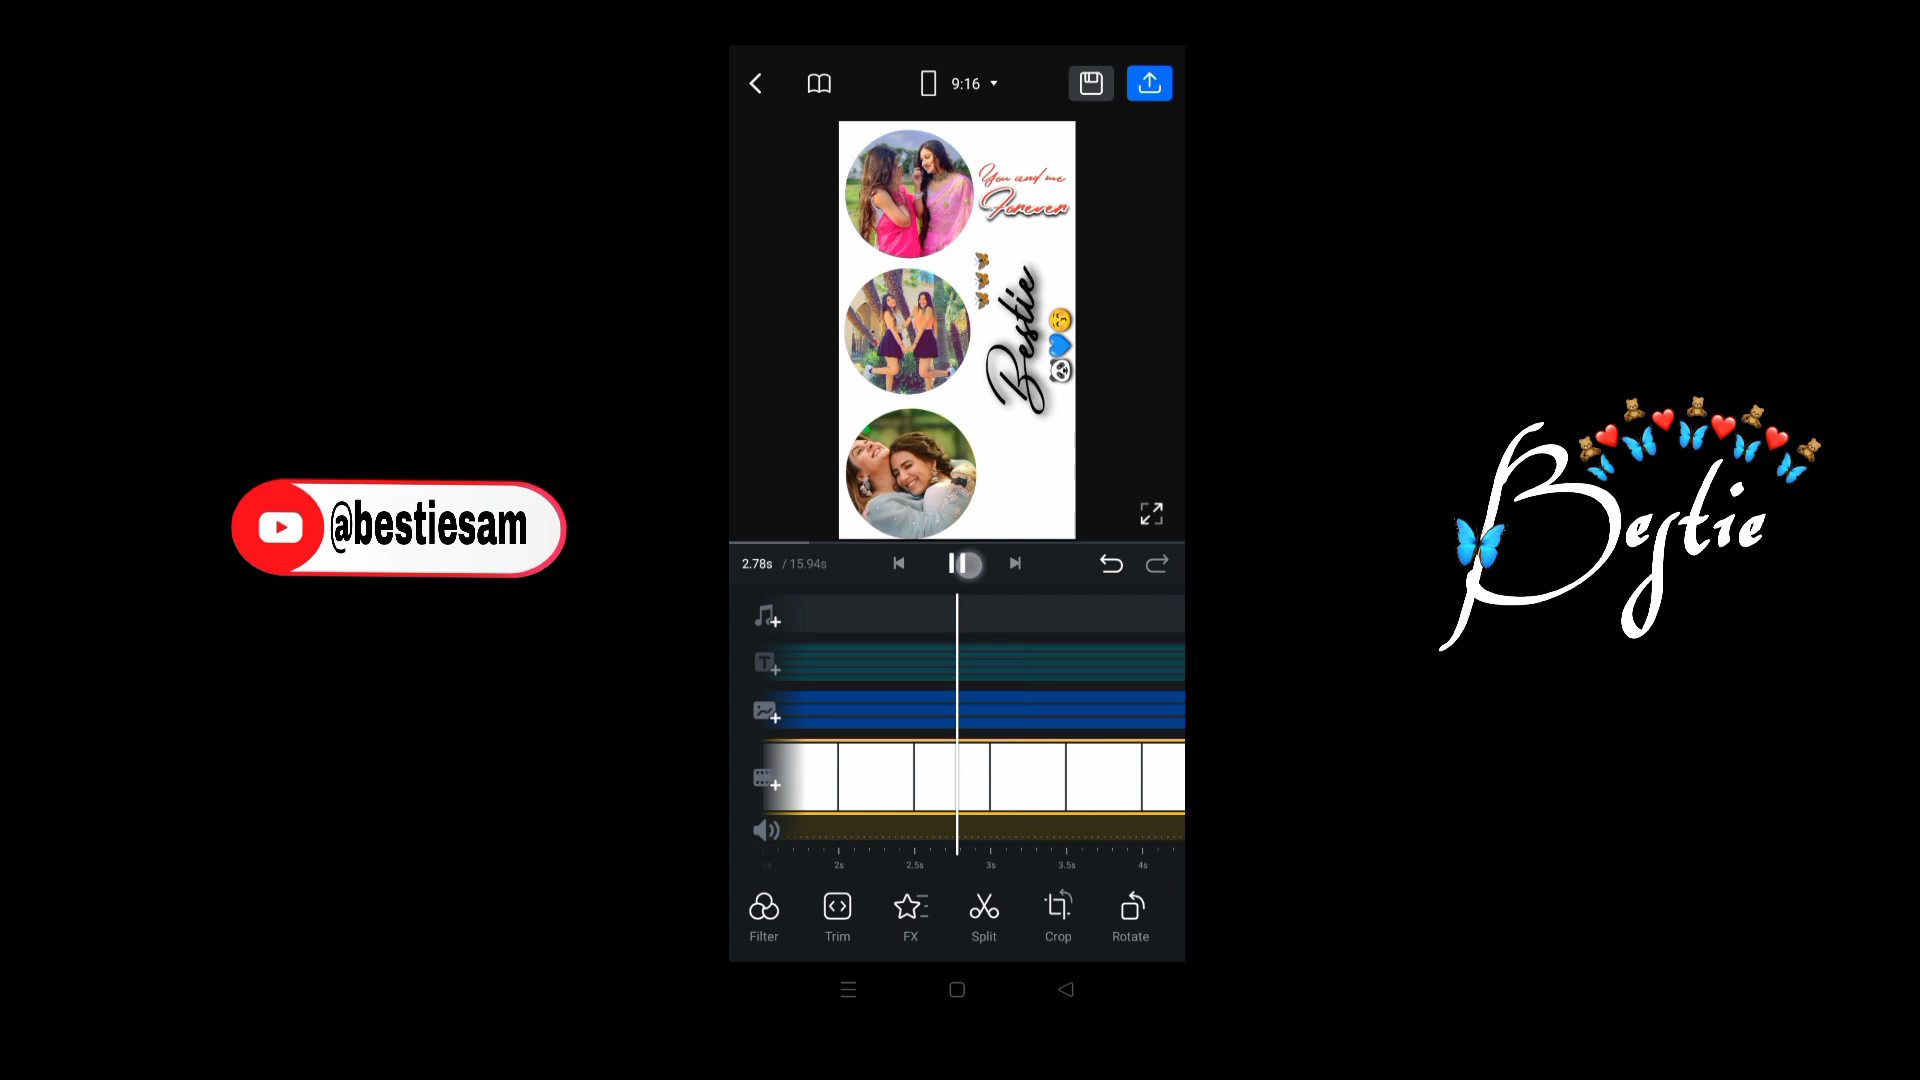 9:16
You and me
Forever
Bestie
@bestiesam
Bestie
2.78s / 15.94s
2s 2.5s 3s 3.5s 4s
Filter Trim FX Split Crop Rotate